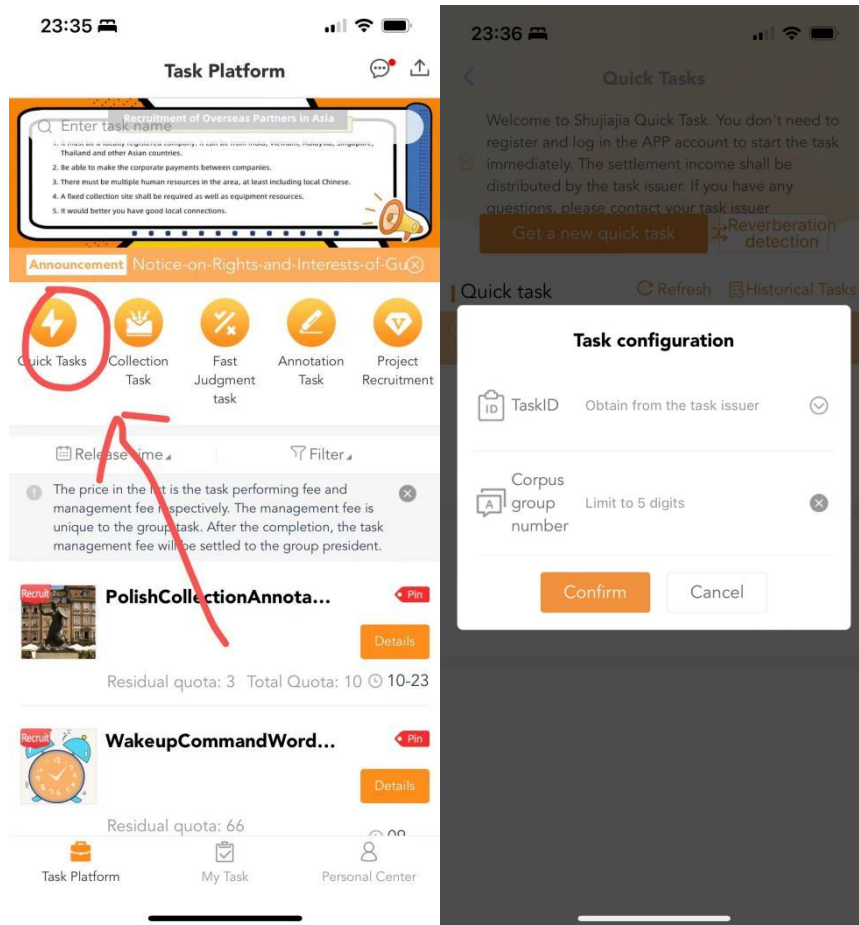 23:35
Task Platform
Recruitment of Overseas Partners in Asia
Enter task name
1. It must be a locally registered company. It can be from India, Vietnam, Malaysia, Singapore,
Thailand and other Asian countries.
2. Be able to make the corporate payments between companies.
3. There must be multiple human resources in the area, at least including local Chinese.
4. A fixed collection site shall be required as well as equipment resources.
5. It would better you have good local connections.
Announcement Notice-on-Rights-and-Interests-of-Gu
Quick Tasks
Collection
Task
Fast
Judgment
task
Annotation
Task
Project
Recruitment
Release time
Filter
The price in the list is the task performing fee and
management fee respectively. The management fee is
unique to the group task. After the completion, the task
management fee will be settled to the group president.
Recruit
PolishCollectionAnnota...
Pin
Details
Residual quota: 3 Total Quota: 10 10-23
Recruit
WakeupCommandWord...
Pin
Details
Residual quota: 66
09
Task Platform
My Task
Personal Center
23:36
Quick Tasks
Welcome to Shujiajia Quick Task. You don't need to
register and log in the APP account to start the task
immediately. The settlement income shall be
distributed by the task issuer. If you have any
questions, please contact your task issuer
Get a new quick task
Reverberation
detection
Quick task
Refresh
Historical Tasks
Task configuration
ID
TaskID
Obtain from the task issuer
A
Corpus
group
number
Limit to 5 digits
Confirm
Cancel